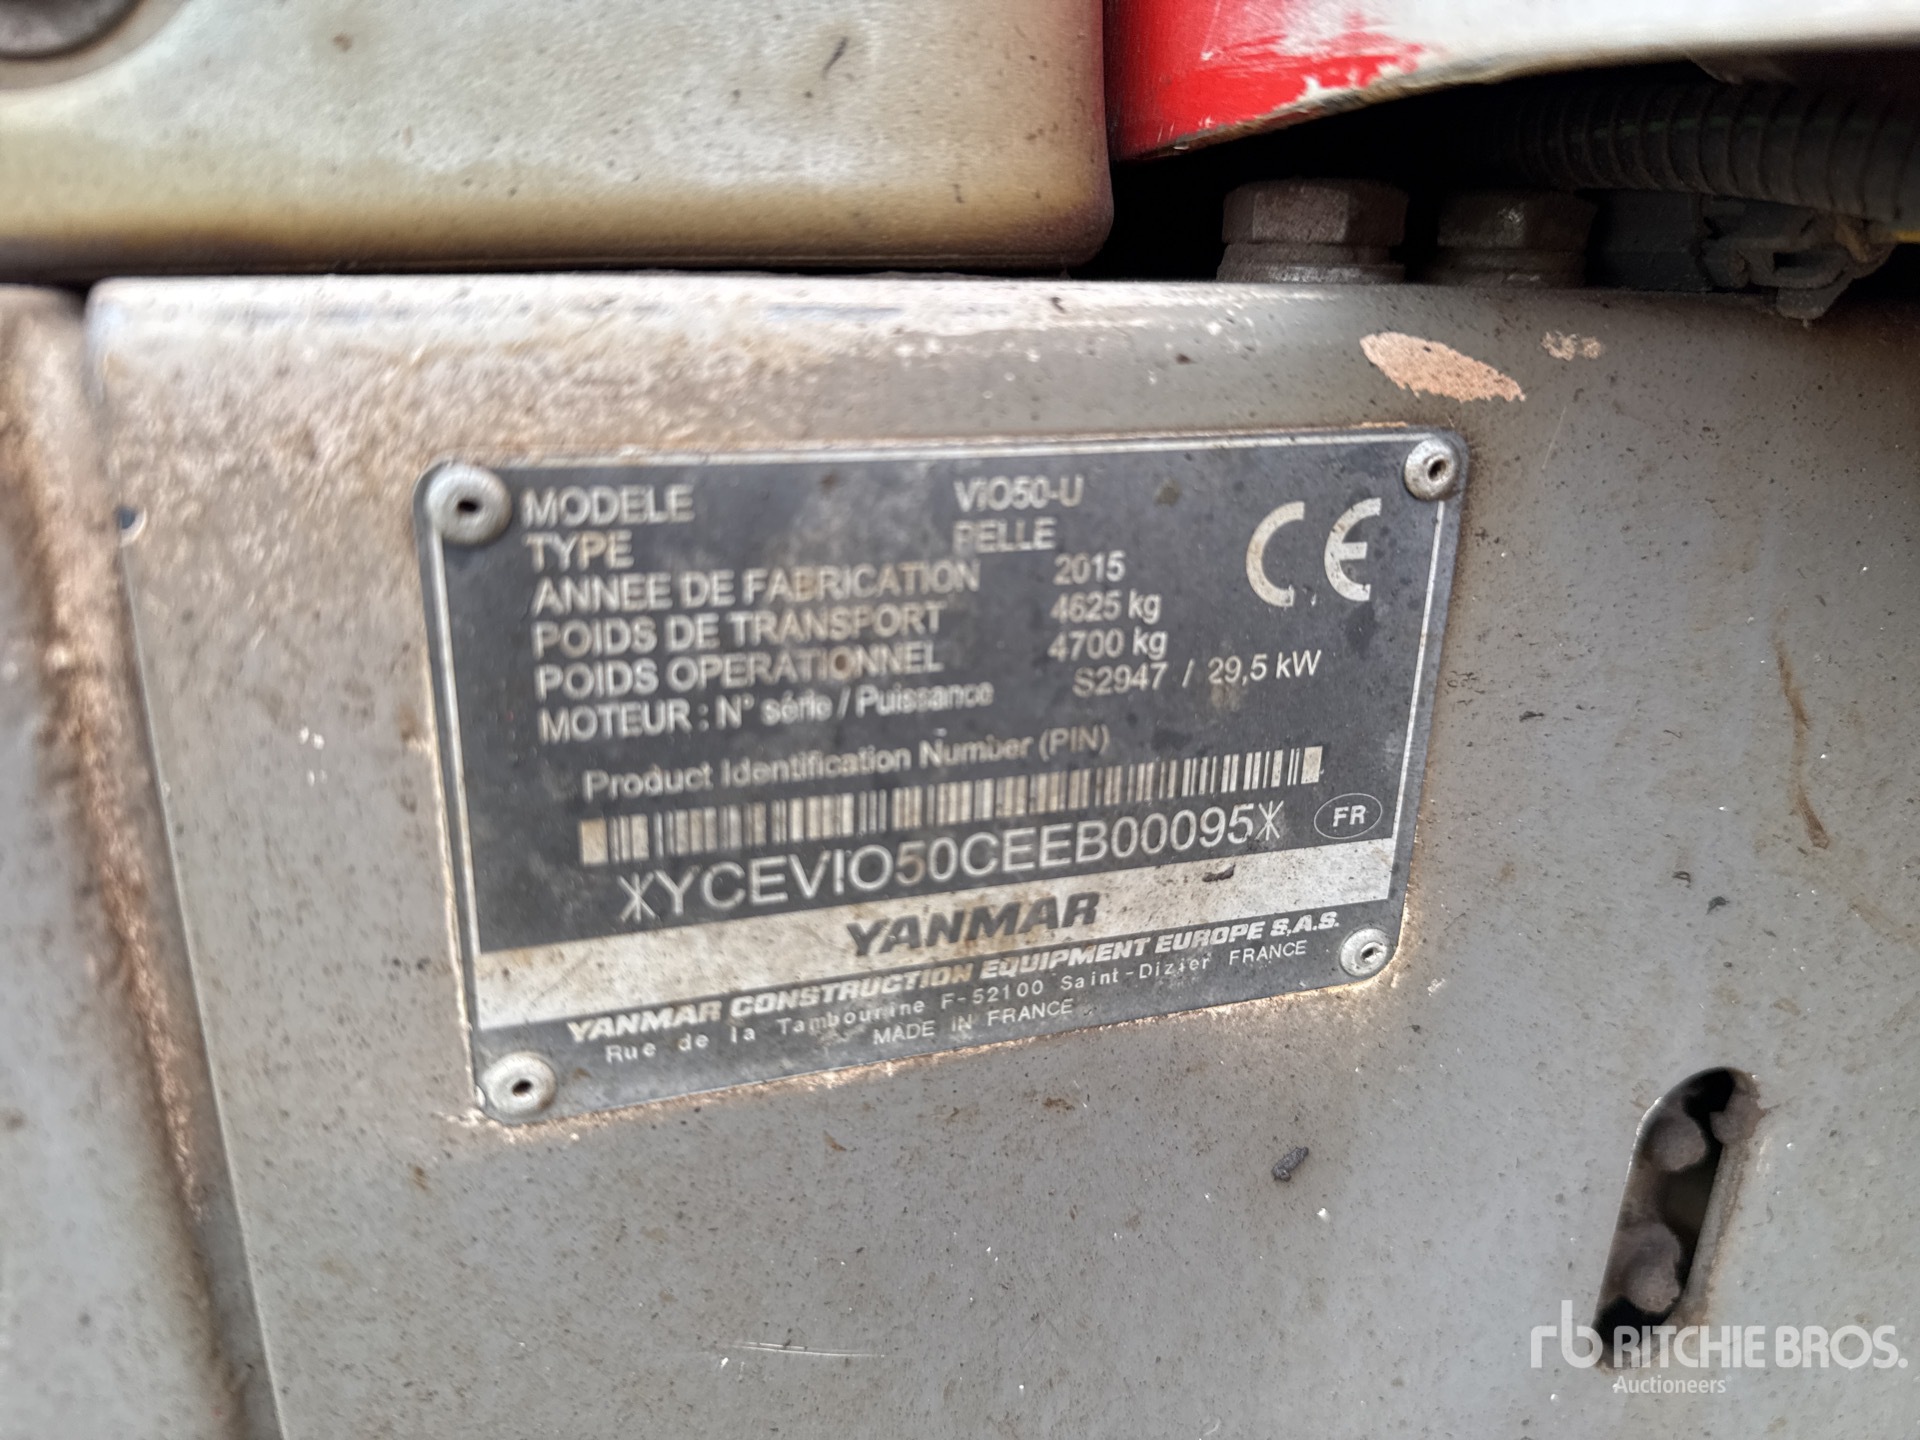 MODELE ViO50-U
TYPE PELLE
ANNEE DE FABRICATION 2015
POIDS DE TRANSPORT 4625 kg
POIDS OPERATIONNEL 4700 kg
MOTEUR : N° série / Puissance S2947 / 29,5 kW
CE
Product Identification Number (PIN)
*YCEVIO50CEEB00095*
FR
YANMAR
YANMAR CONSTRUCTION EQUIPMENT EUROPE S.A.S.
Rue de la Tambourine F-52100 Saint-Dizier FRANCE
MADE IN FRANCE
rb RITCHIE BROS.
Auctioneers